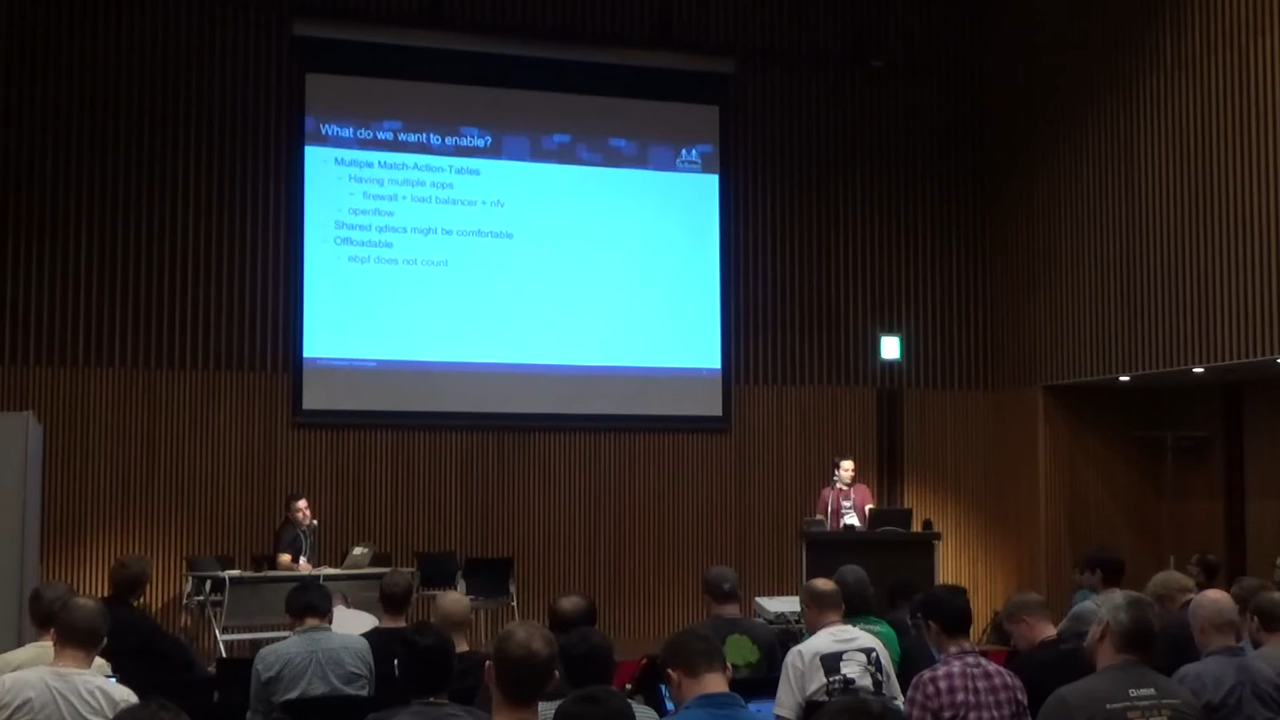 What do we want to enable?
- Multiple Match-Action-Tables
- Having multiple apps
- firewall + load balancer + nfv
- openflow
- Shared qdiscs might be comfortable
- Offloadable
- ebpf does not count